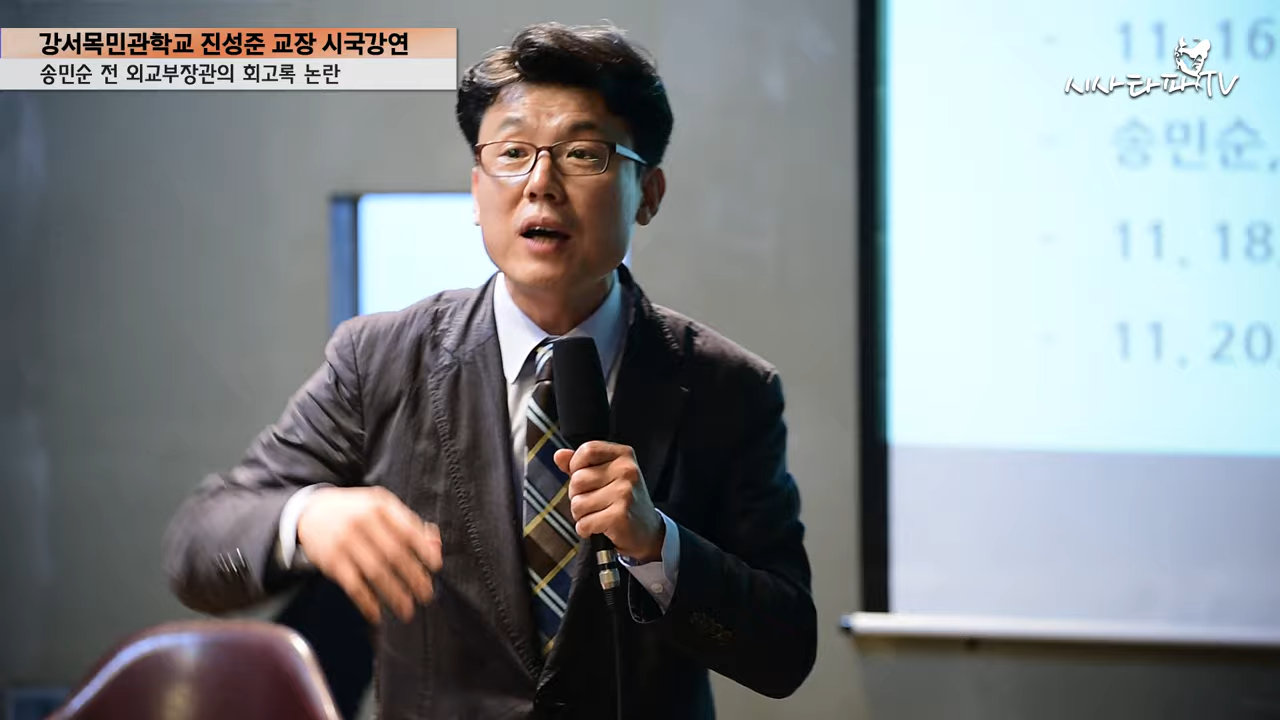 강서목민관학교 진성준 교장 시국강연
송민순 전 외교부장관의 회고록 논란
시사타파TV
11, 16
송민순,
11, 18,
11, 20,